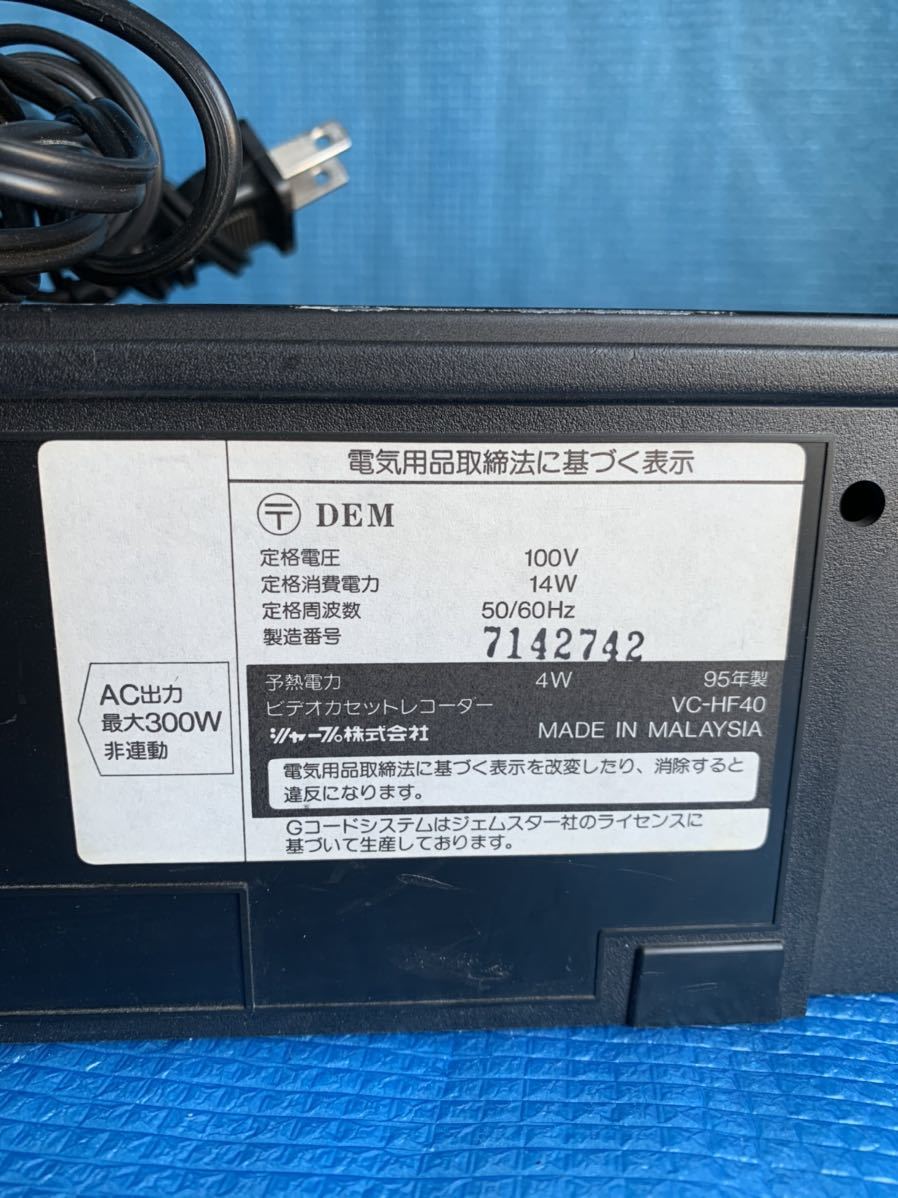 電気用品取締法に基づく表示
〒 DEM
定格電圧 100V
定格消費電力 14W
定格周波数 50/60Hz
製造番号 7142742
予熱電力 4W 95年製
ビデオカセットレコーダー VC-HF40
シャープ株式会社 MADE IN MALAYSIA
電気用品取締法に基づく表示を改変したり、消除すると
違反になります。
Gコードシステムはジェムスター社のライセンスに
基づいて生産しております。
AC出力
最大300W
非連動